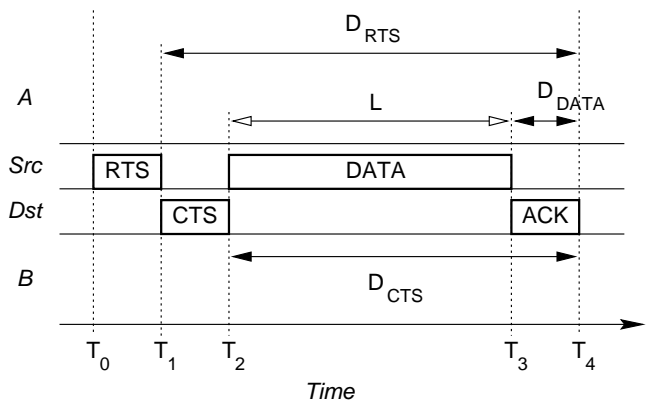 D_RTS
A
L
D_DATA
Src
RTS
DATA
Dst
CTS
ACK
B
D_CTS
T_0 T_1 T_2 T_3 T_4
Time